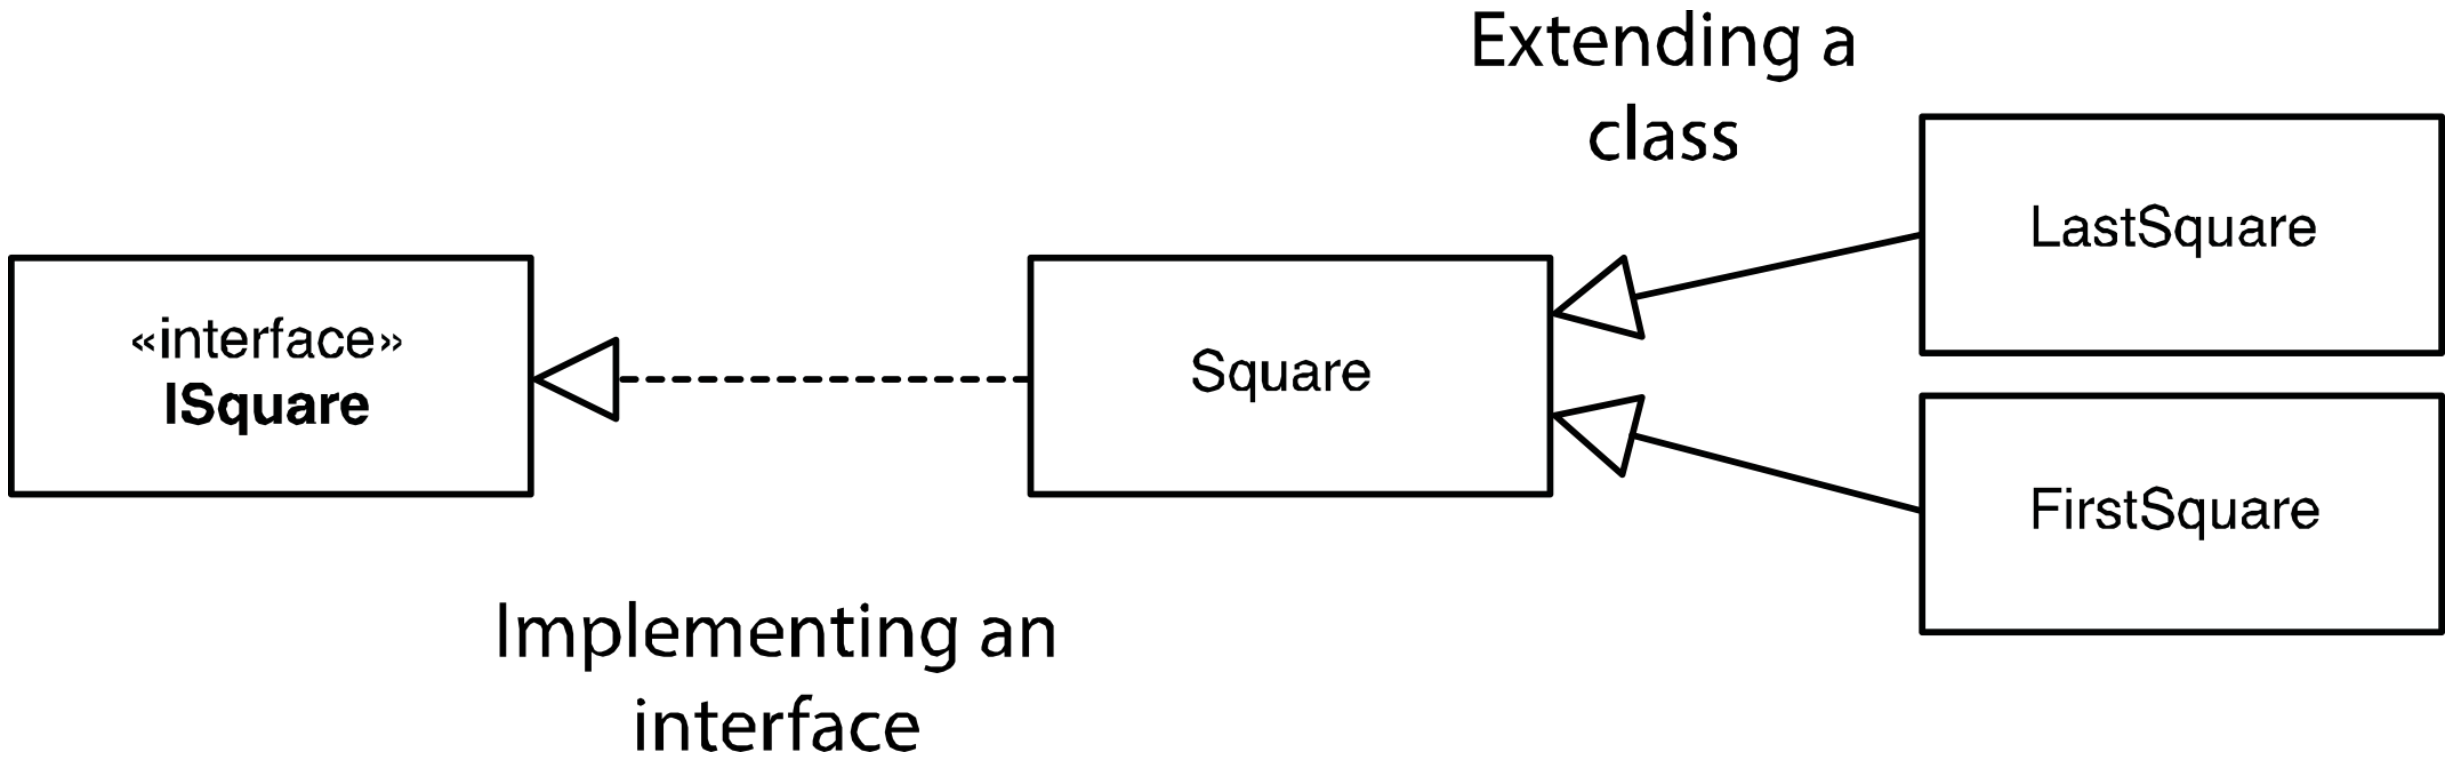 Extending a
class
LastSquare
«interface»
ISquare
Square
FirstSquare
Implementing an
interface